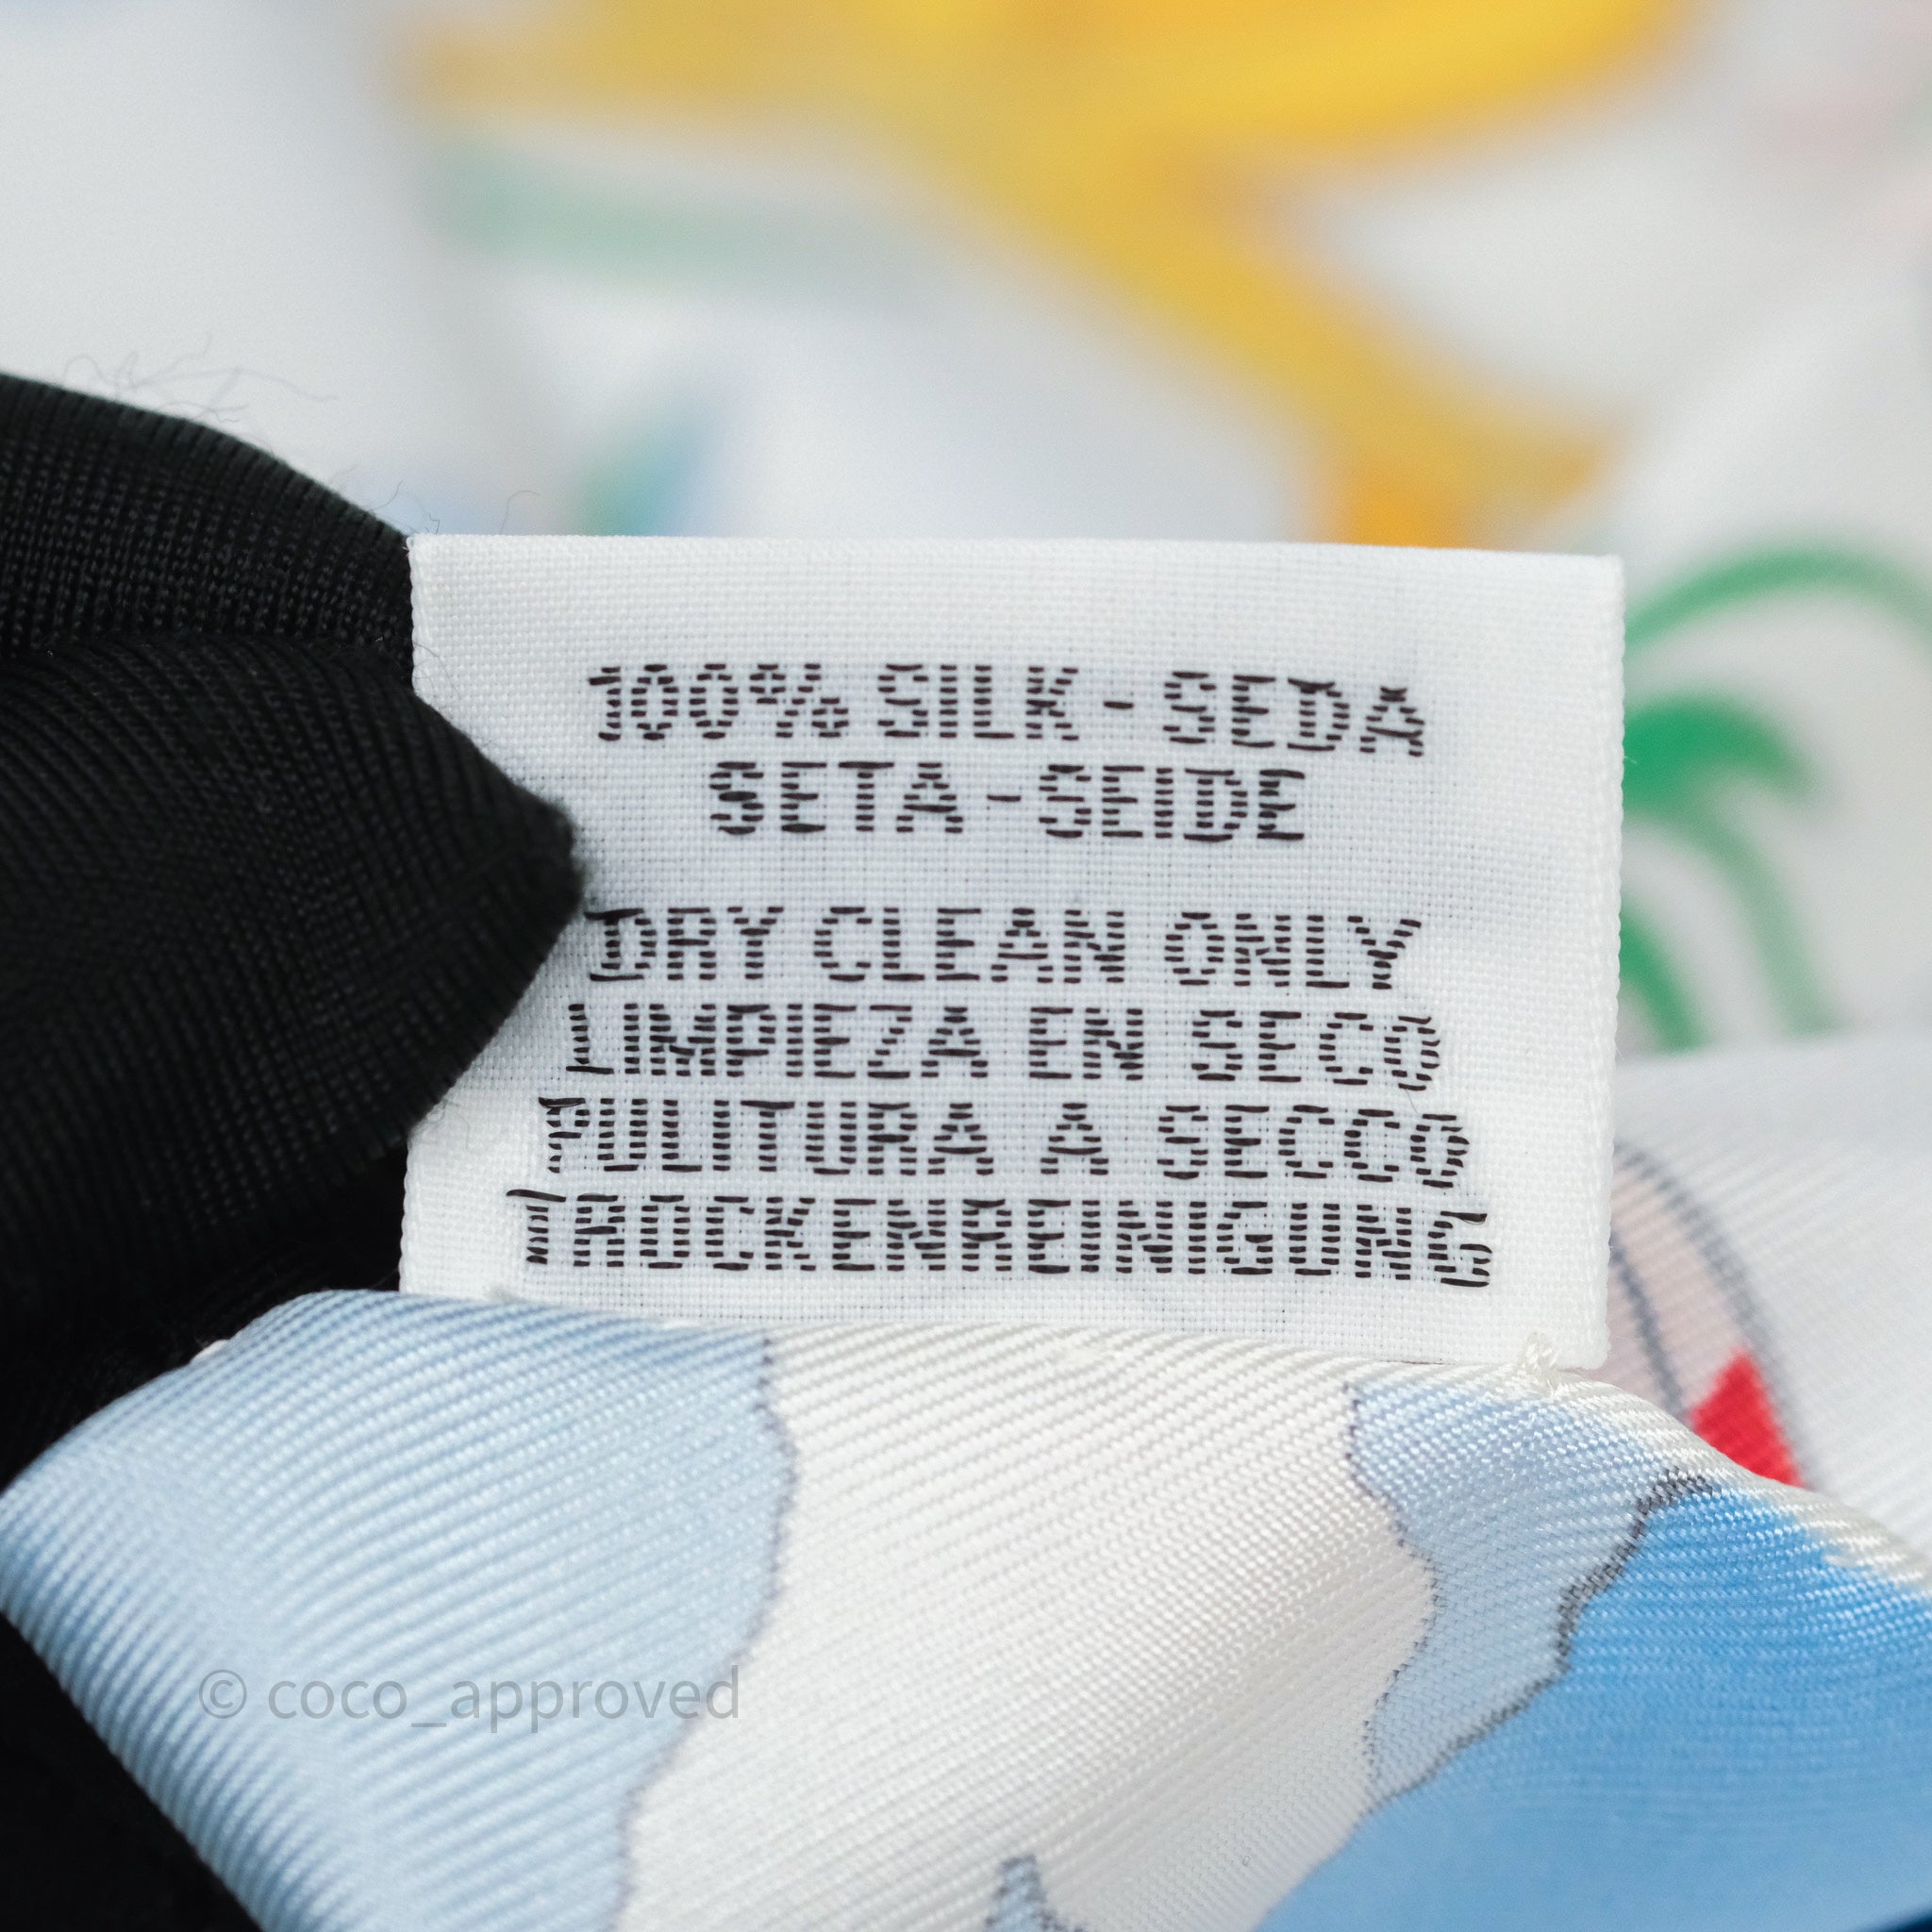 100% SILK - SEDA
SETA - SEIDE
DRY CLEAN ONLY
LIMPIEZA EN SECO
PULITURA A SECCO
TROCKENREINIGUNG
© coco_approved